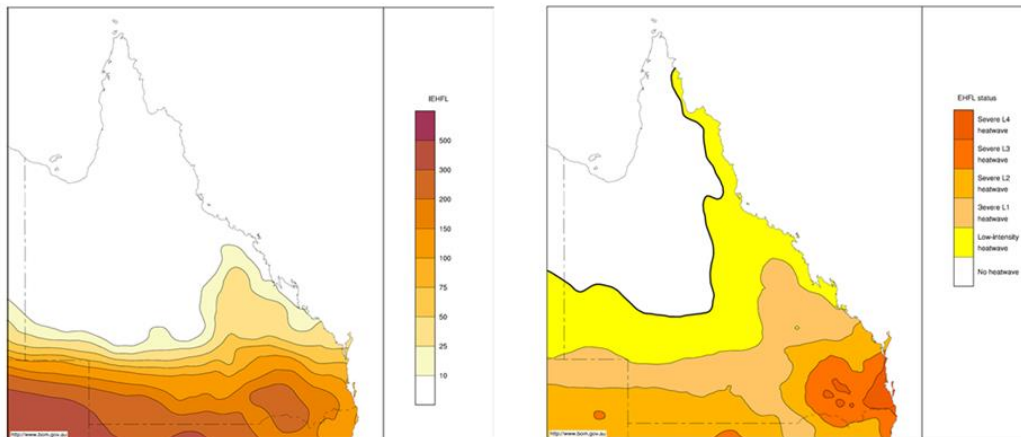 IEHFL
500
300
200
150
100
75
50
25
10
http://www.bom.gov.au
EHFL status
Severe L4
heatwave
Severe L3
heatwave
Severe L2
heatwave
Severe L1
heatwave
Low-intensity
heatwave
No heatwave
http://www.bom.gov.au